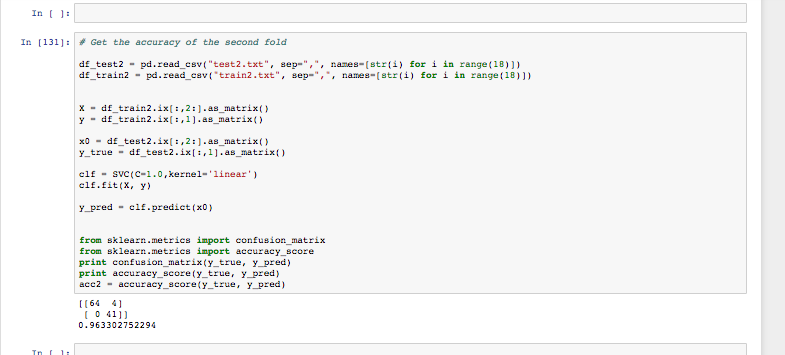 In [ ]:
In [131]: # Get the accuracy of the second fold
df_test2 = pd.read_csv("test2.txt", sep=",", names=[str(i) for i in range(18)])
df_train2 = pd.read_csv("train2.txt", sep=",", names=[str(i) for i in range(18)])
X = df_train2.ix[:,2:].as_matrix()
y = df_train2.ix[:,1].as_matrix()
x0 = df_test2.ix[:,2:].as_matrix()
y_true = df_test2.ix[:,1].as_matrix()
clf = SVC(C=1.0,kernel='linear')
clf.fit(X, y)
y_pred = clf.predict(x0)
from sklearn.metrics import confusion_matrix
from sklearn.metrics import accuracy_score
print confusion_matrix(y_true, y_pred)
print accuracy_score(y_true, y_pred)
acc2 = accuracy_score(y_true, y_pred)
[[64  4]
 [ 0 41]]
0.963302752294
In [ ]: